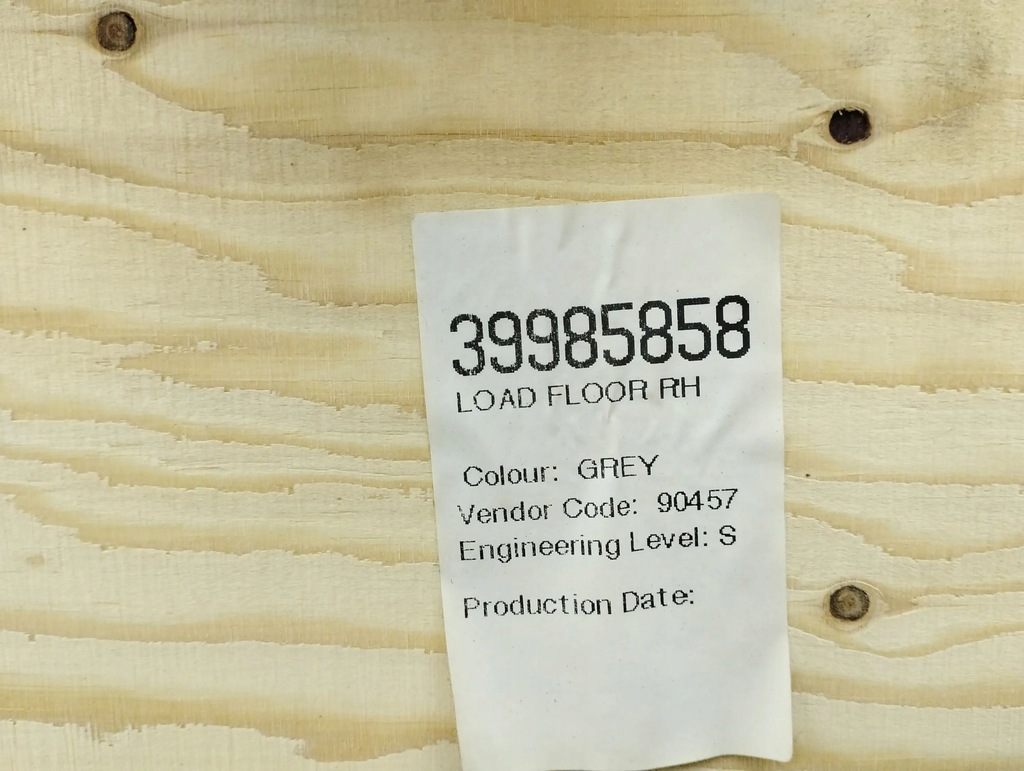 39985858
LOAD FLOOR RH
Colour: GREY
Vendor Code: 90457
Engineering Level: S
Production Date: